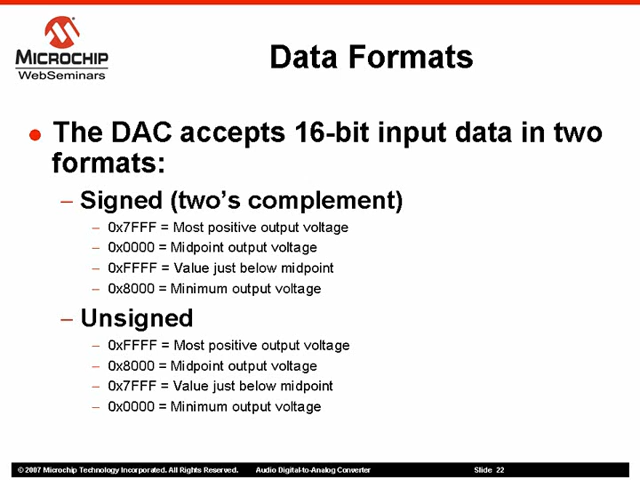 MICROCHIP
WebSeminars
Data Formats
● The DAC accepts 16-bit input data in two
formats:
– Signed (two's complement)
– 0x7FFF = Most positive output voltage
– 0x0000 = Midpoint output voltage
– 0xFFFF = Value just below midpoint
– 0x8000 = Minimum output voltage
– Unsigned
– 0xFFFF = Most positive output voltage
– 0x8000 = Midpoint output voltage
– 0x7FFF = Value just below midpoint
– 0x0000 = Minimum output voltage
© 2007 Microchip Technology Incorporated. All Rights Reserved. Audio Digital-to-Analog Converter Slide 22